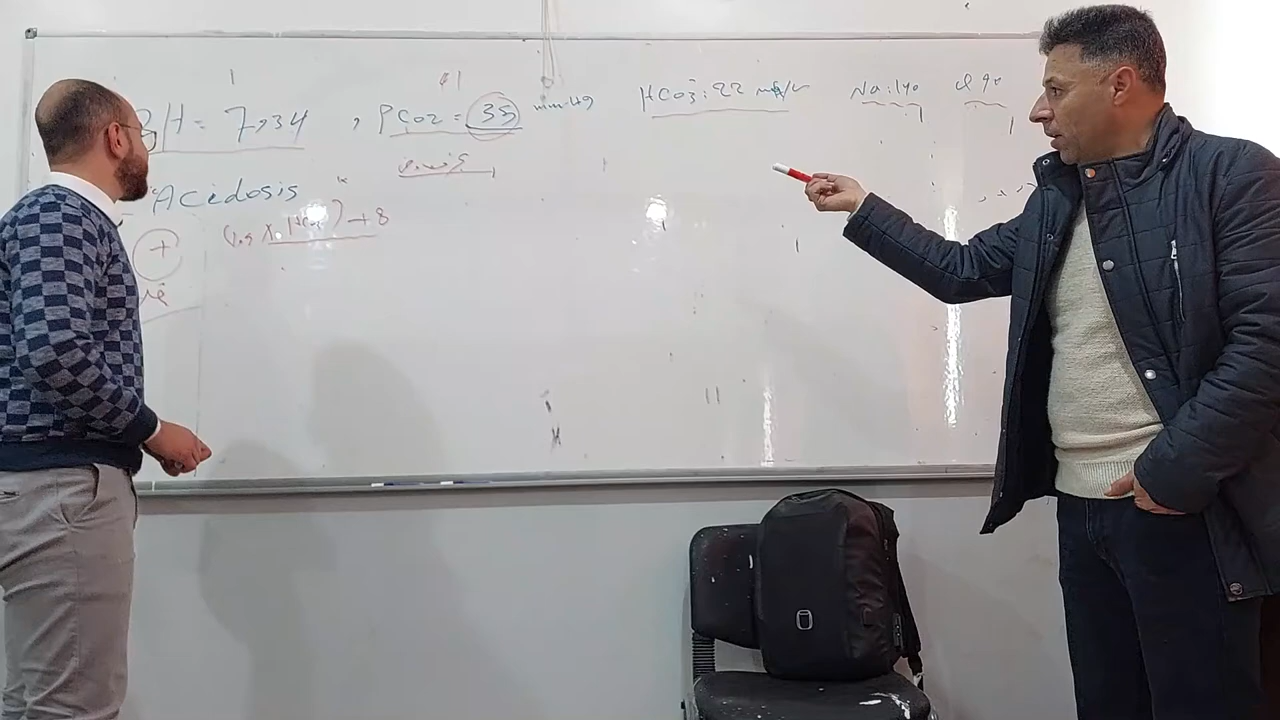 PH = 7,34 , PCO2 = 35 mmHg HCO3: 22 meq/L Na: 140 Cl 90
Acidosis
(1.5 X HCO3) + 8
+